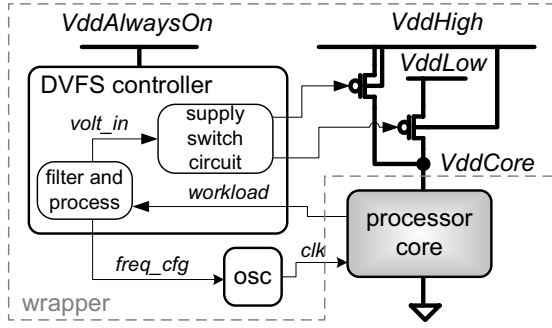 VddAlwaysOn
VddHigh
DVFS controller
VddLow
volt_in
supply
switch
circuit
filter and
process
VddCore
workload
processor
core
freq_cfg
osc
clk
wrapper